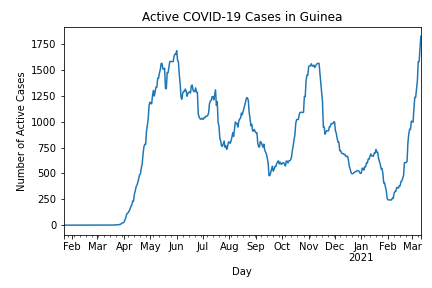 Active COVID-19 Cases in Guinea
Number of Active Cases
1750
1500
1250
1000
750
500
250
0
Feb Mar Apr May Jun Jul Aug Sep Oct Nov Dec Jan Feb Mar
2021
Day